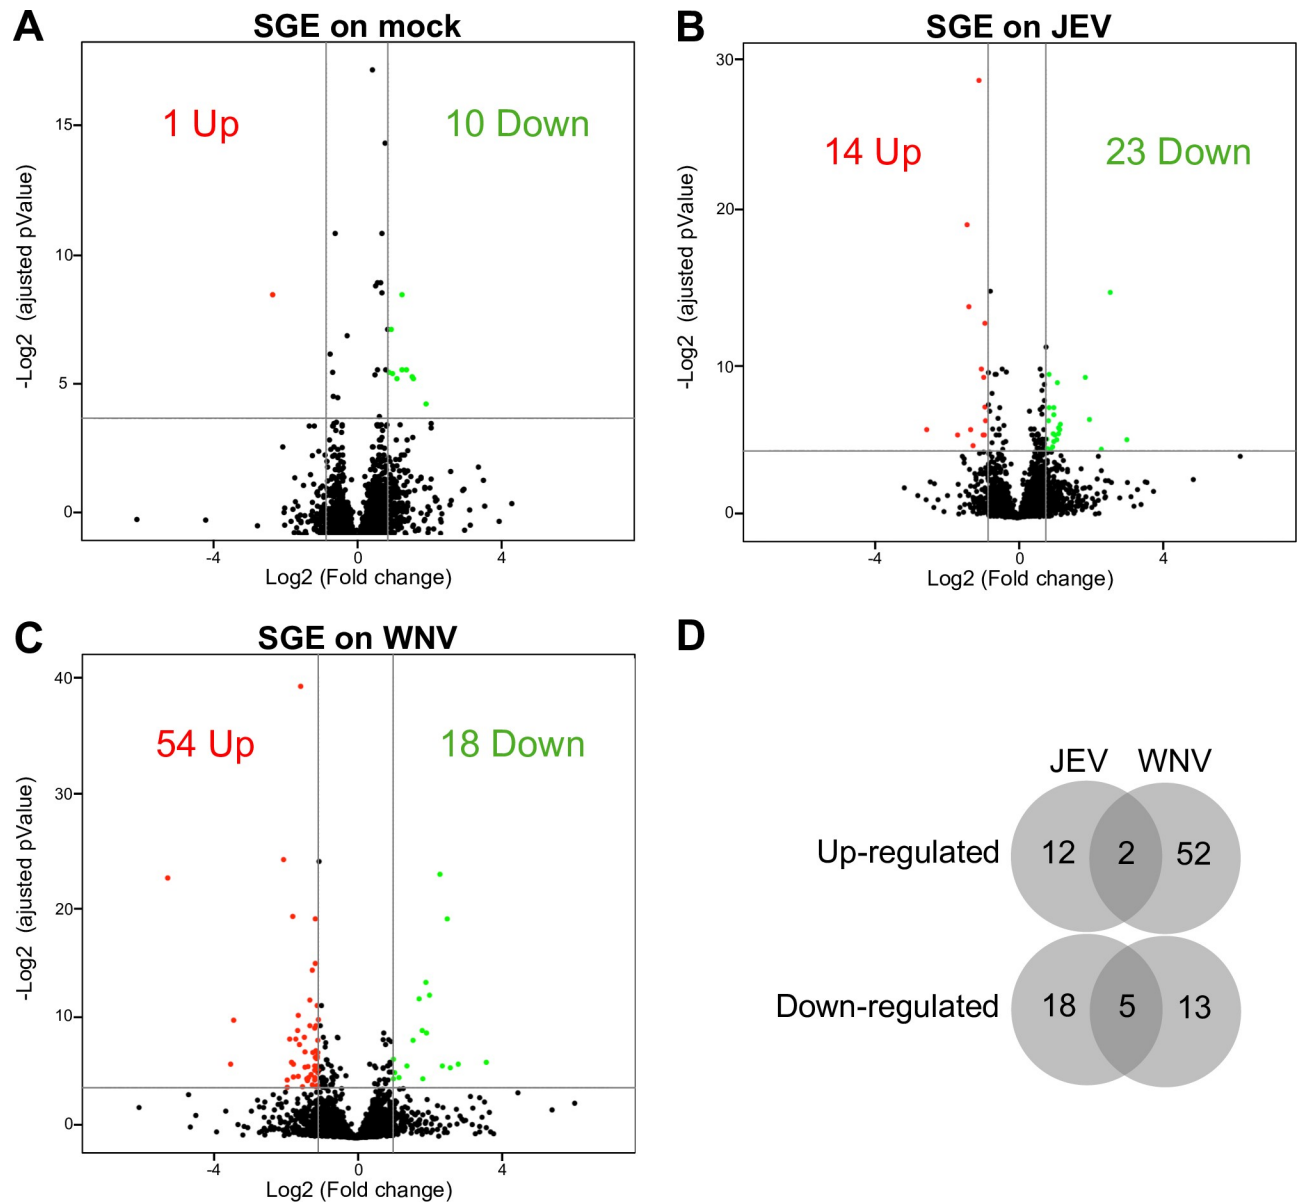 A
SGE on mock
1 Up
10 Down
15
10
5
0
-Log2 (ajusted pValue)
-4
0
4
Log2 (Fold change)
B
SGE on JEV
14 Up
23 Down
30
20
10
0
-Log2 (ajusted pValue)
-4
0
4
Log2 (Fold change)
C
SGE on WNV
54 Up
18 Down
40
30
20
10
0
-Log2 (ajusted pValue)
-4
0
4
Log2 (Fold change)
D
JEV WNV
Up-regulated 12 2 52
Down-regulated 18 5 13